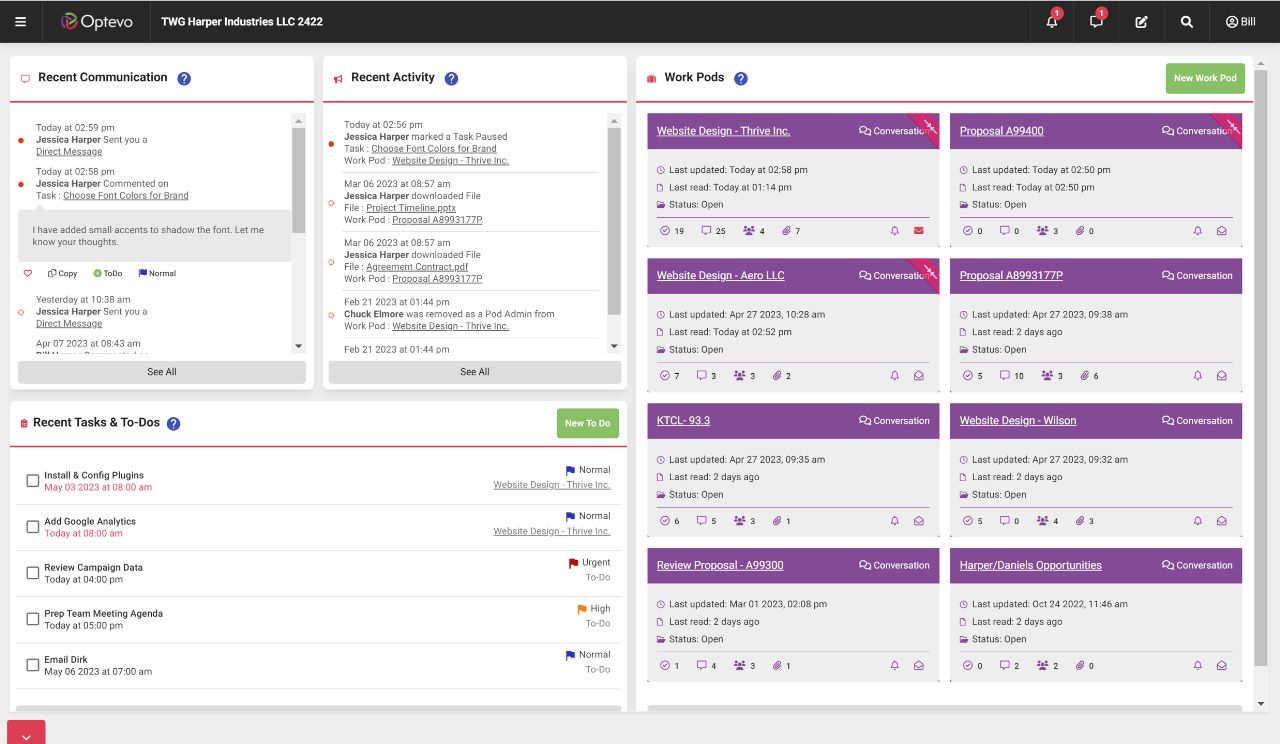 Optevo
TWG Harper Industries LLC 2422
1
1
Bill
Recent Communication ?
Today at 02:59 pm
Jessica Harper Sent you a
Direct Message
Today at 02:58 pm
Jessica Harper Commented on
Task : Choose Font Colors for Brand
I have added small accents to shadow the font. Let me
know your thoughts.
Copy ToDo Normal
Yesterday at 10:38 am
Jessica Harper Sent you a
Direct Message
Apr 07 2023 at 08:43 am
See All
Recent Activity ?
Today at 02:56 pm
Jessica Harper marked a Task Paused
Task : Choose Font Colors for Brand
Work Pod : Website Design - Thrive Inc.
Mar 06 2023 at 08:57 am
Jessica Harper downloaded File
File : Project Timeline.pptx
Work Pod : Proposal A8993177P
Mar 06 2023 at 08:57 am
Jessica Harper downloaded File
File : Agreement Contract.pdf
Work Pod : Proposal A8993177P
Feb 21 2023 at 01:44 pm
Chuck Elmore was removed as a Pod Admin from
Work Pod : Website Design - Thrive Inc.
Feb 21 2023 at 01:44 pm
See All
Recent Tasks & To-Dos ?
New To Do
Install & Config Plugins
May 03 2023 at 08:00 am
Normal
Website Design - Thrive Inc.
Add Google Analytics
Today at 08:00 am
Normal
Website Design - Thrive Inc.
Review Campaign Data
Today at 04:00 pm
Urgent
To-Do
Prep Team Meeting Agenda
Today at 05:00 pm
High
To-Do
Email Dirk
May 06 2023 at 07:00 am
Normal
To-Do
Work Pods ?
New Work Pod
Website Design - Thrive Inc. Conversation
Last updated: Today at 02:58 pm
Last read: Today at 01:14 pm
Status: Open
19 25 4 7
Proposal A99400 Conversation
Last updated: Today at 02:50 pm
Last read: Today at 02:50 pm
Status: Open
0 0 3 0
Website Design - Aero LLC Conversation
Last updated: Apr 27 2023, 10:28 am
Last read: Today at 02:52 pm
Status: Open
7 3 3 2
Proposal A8993177P Conversation
Last updated: Apr 27 2023, 09:38 am
Last read: 2 days ago
Status: Open
5 10 3 6
KTCL- 93.3 Conversation
Last updated: Apr 27 2023, 09:35 am
Last read: 2 days ago
Status: Open
6 5 3 1
Website Design - Wilson Conversation
Last updated: Apr 27 2023, 09:32 am
Last read: 2 days ago
Status: Open
5 0 4 3
Review Proposal - A99300 Conversation
Last updated: Mar 01 2023, 02:08 pm
Last read: 2 days ago
Status: Open
1 4 3 1
Harper/Daniels Opportunities Conversation
Last updated: Oct 24 2022, 11:46 am
Last read: 2 days ago
Status: Open
0 2 2 0